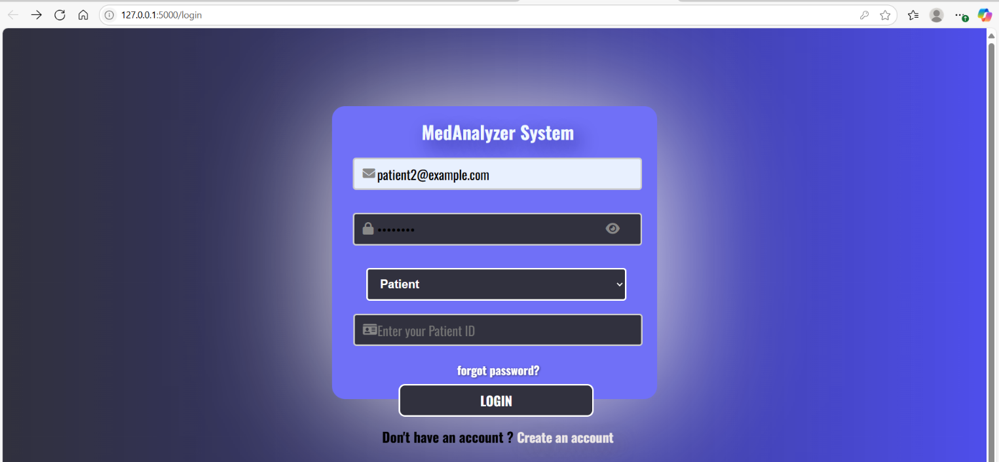 127.0.0.1:5000/login
MedAnalyzer System
patient2@example.com
••••••••
Patient
Enter your Patient ID
forgot password?
LOGIN
Don't have an account ? Create an account